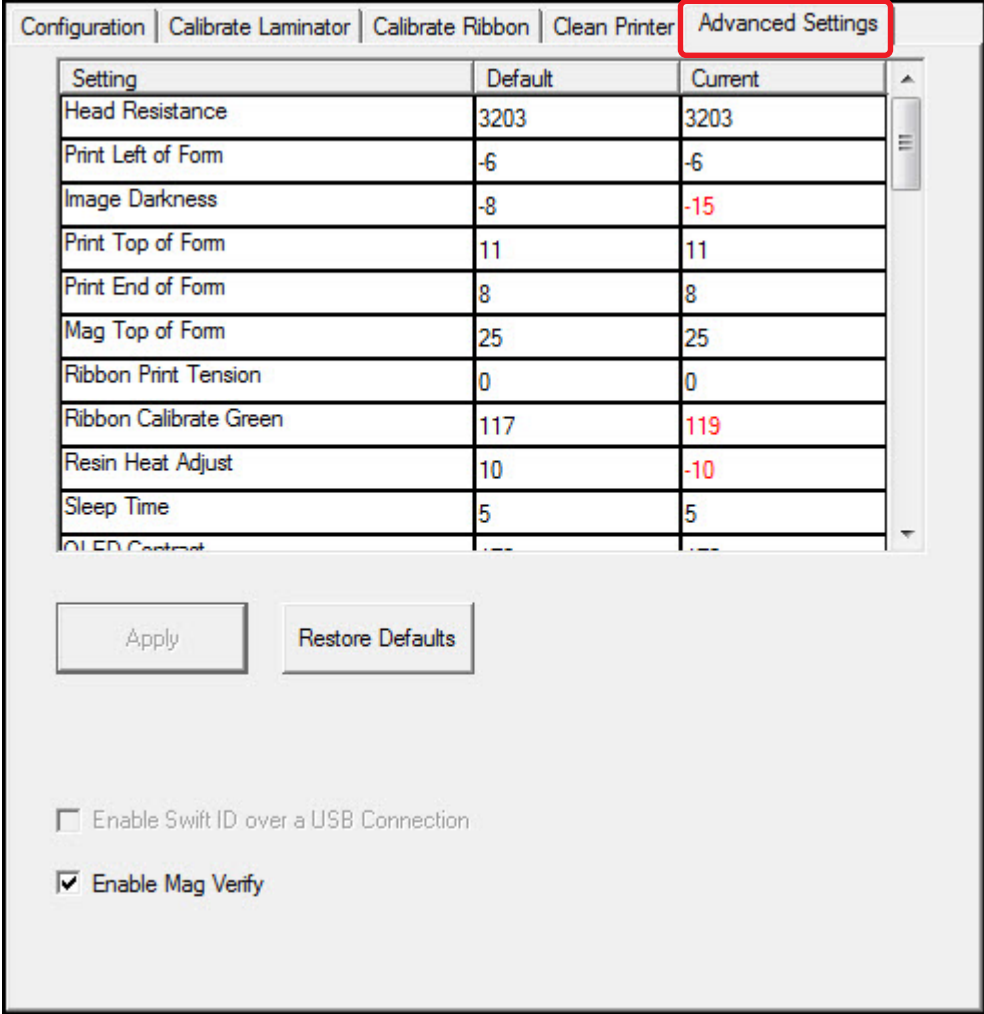 Configuration Calibrate Laminator Calibrate Ribbon Clean Printer Advanced Settings
Setting Default Current
Head Resistance 3203 3203
Print Left of Form -6 -6
Image Darkness -8 -15
Print Top of Form 11 11
Print End of Form 8 8
Mag Top of Form 25 25
Ribbon Print Tension 0 0
Ribbon Calibrate Green 117 119
Resin Heat Adjust 10 -10
Sleep Time 5 5
OLED Contrast
Apply Restore Defaults
Enable Swift ID over a USB Connection
Enable Mag Verify